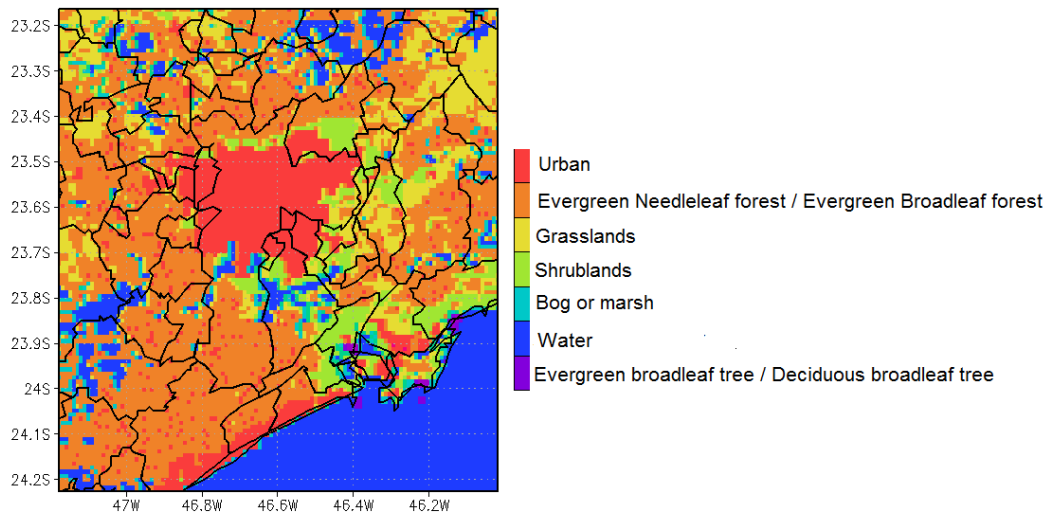 23.2S
23.3S
23.4S
23.5S
23.6S
23.7S
23.8S
23.9S
24S
24.1S
24.2S
47W 46.8W 46.6W 46.4W 46.2W
Urban
Evergreen Needleleaf forest / Evergreen Broadleaf forest
Grasslands
Shrublands
Bog or marsh
Water
Evergreen broadleaf tree / Deciduous broadleaf tree